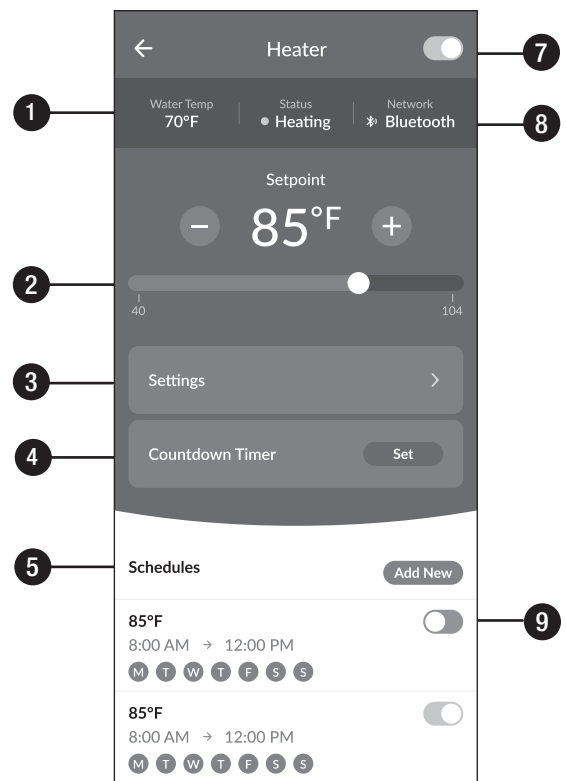 Heater
7
1
Water Temp
70°F
Status
Heating
Network
Bluetooth
8
Setpoint
− 85°F +
2
40
104
3
Settings
4
Countdown Timer
Set
5
Schedules
Add New
85°F
9
8:00 AM → 12:00 PM
M T W T F S S
85°F
8:00 AM → 12:00 PM
M T W T F S S